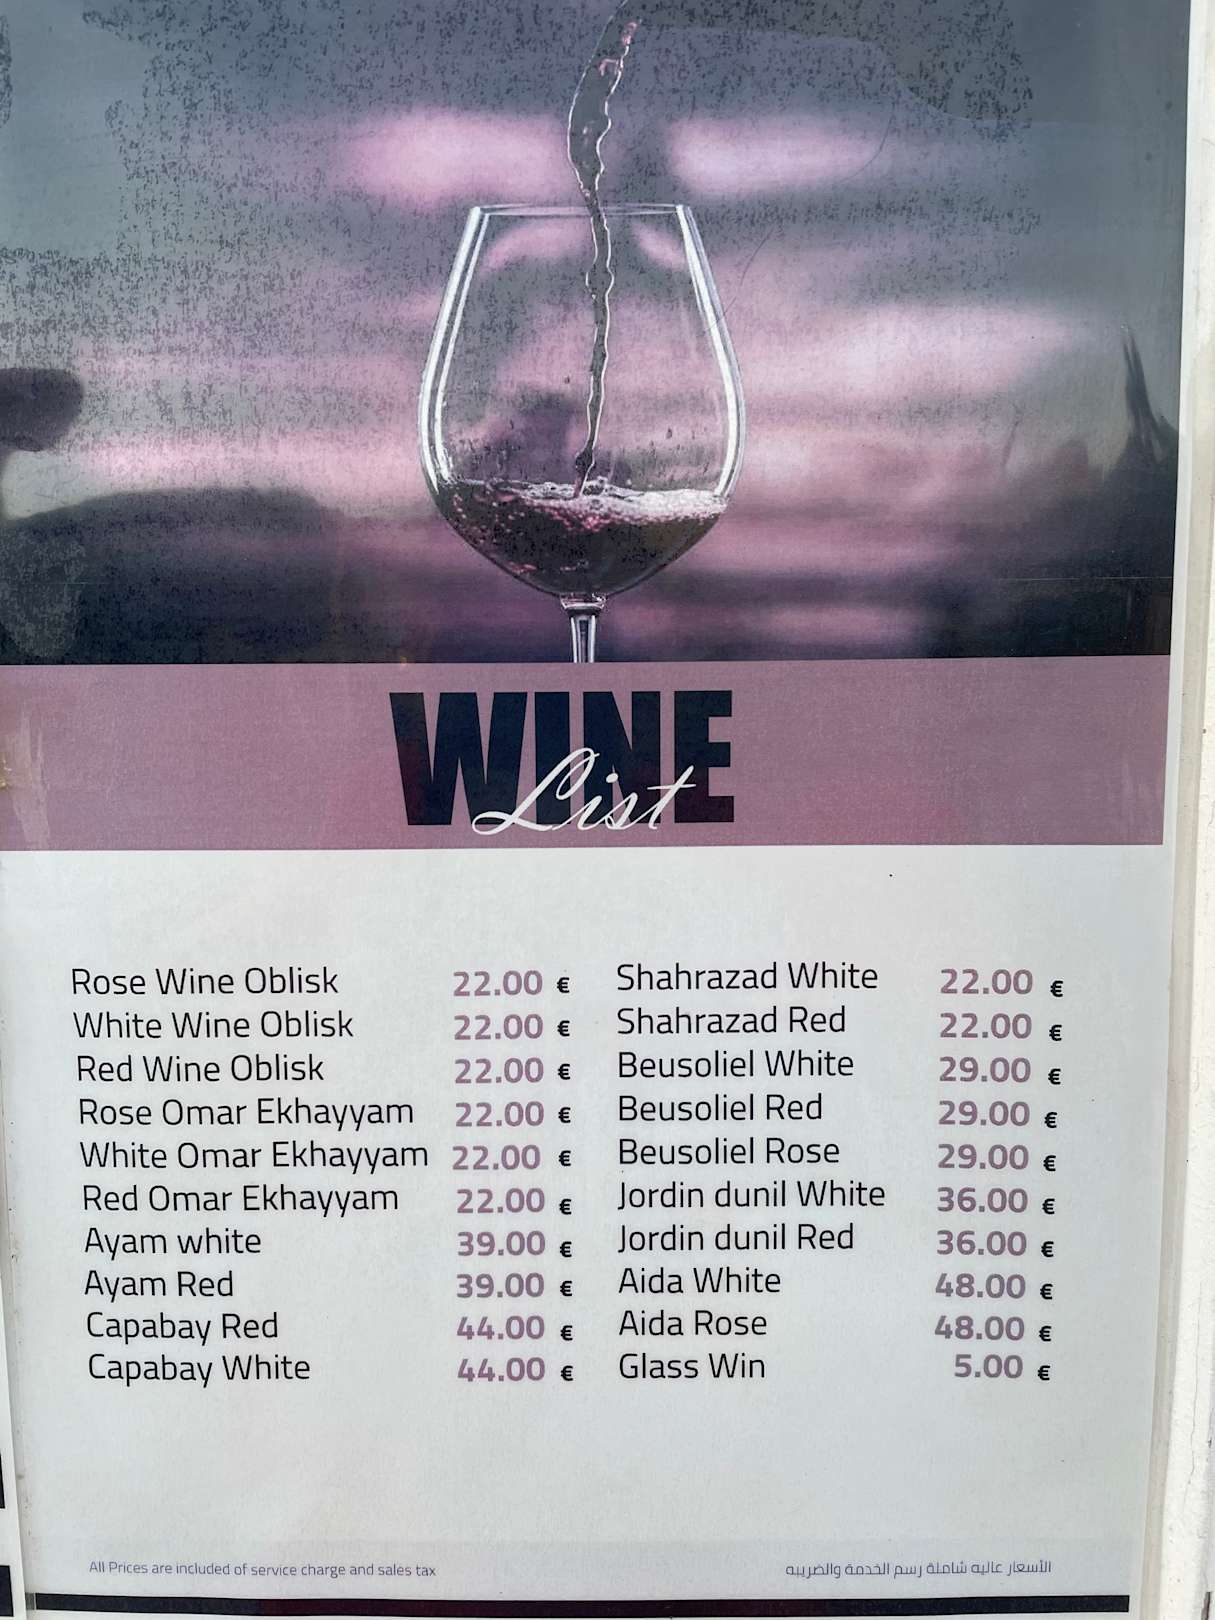 WINE
List
Rose Wine Oblisk 22.00 €
White Wine Oblisk 22.00 €
Red Wine Oblisk 22.00 €
Rose Omar Ekhayyam 22.00 €
White Omar Ekhayyam 22.00 €
Red Omar Ekhayyam 22.00 €
Ayam white 39.00 €
Ayam Red 39.00 €
Capabay Red 44.00 €
Capabay White 44.00 €
Shahrazad White 22.00 €
Shahrazad Red 22.00 €
Beusoliel White 29.00 €
Beusoliel Red 29.00 €
Beusoliel Rose 29.00 €
Jordin dunil White 36.00 €
Jordin dunil Red 36.00 €
Aida White 48.00 €
Aida Rose 48.00 €
Glass Win 5.00 €
All Prices are included of service charge and sales tax
الأسعار عاليه شاملة رسم الخدمة والضريبه